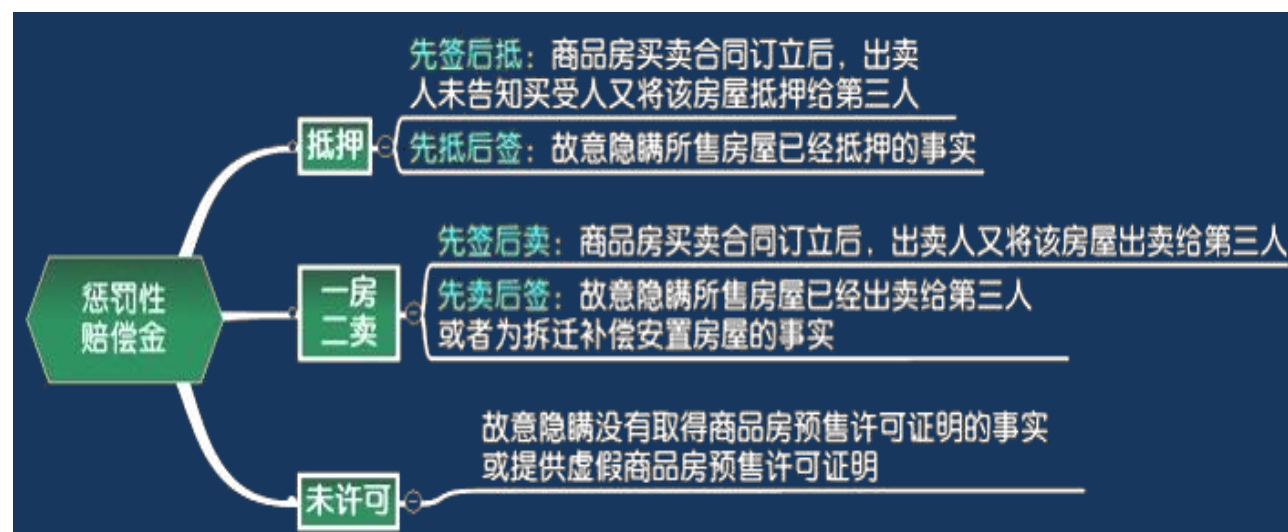 惩罚性
赔偿金
抵押
先签后抵：商品房买卖合同订立后，出卖
人未告知买受人又将该房屋抵押给第三人
先抵后签：故意隐瞒所售房屋已经抵押的事实
一房
二卖
先签后卖：商品房买卖合同订立后，出卖人又将该房屋出卖给第三人
先卖后签：故意隐瞒所售房屋已经出卖给第三人
或者为拆迁补偿安置房屋的事实
未许可
故意隐瞒没有取得商品房预售许可证明的事实
或提供虚假商品房预售许可证明